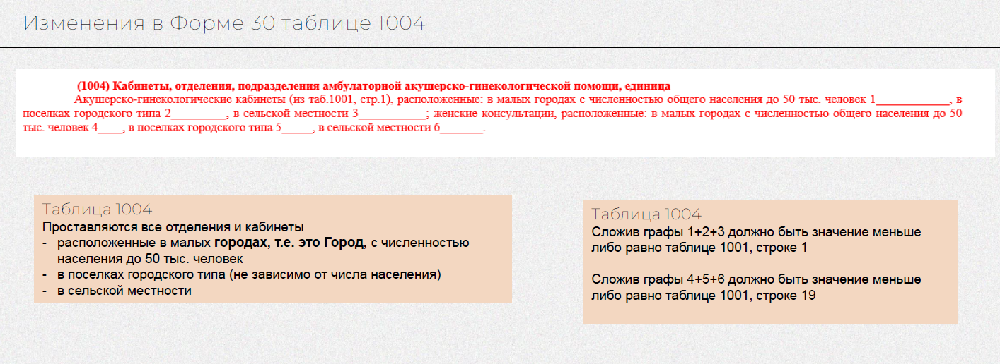 Изменения в Форме 30 таблице 1004
(1004) Кабинеты, отделения, подразделения амбулаторной акушерско-гинекологической помощи, единица
Акушерско-гинекологические кабинеты (из таб.1001, стр.1), расположенные: в малых городах с численностью общего населения до 50 тыс. человек 1_____________, в
поселках городского типа 2_________, в сельской местности 3___________; женские консультации, расположенные: в малых городах с численностью общего населения до 50
тыс. человек 4____, в поселках городского типа 5_____, в сельской местности 6_______.
Таблица 1004
Проставляются все отделения и кабинеты
- расположенные в малых городах, т.е. это Город, с численностью
населения до 50 тыс. человек
- в поселках городского типа (не зависимо от числа населения)
- в сельской местности
Таблица 1004
Сложив графы 1+2+3 должно быть значение меньше
либо равно таблице 1001, строке 1
Сложив графы 4+5+6 должно быть значение меньше
либо равно таблице 1001, строке 19